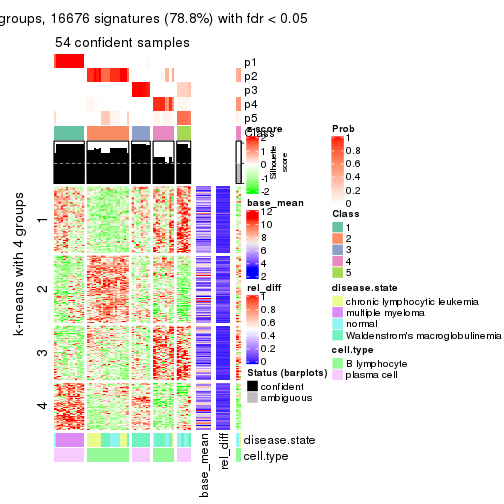 groups, 16676 signatures (78.8%) with fdr < 0.05
54 confident samples
p1
p2
p3
p4
p5
Class
Silhouette
score
k-means with 4 groups
1
2
3
4
base_mean
rel_diff
disease.state
cell.type
z-score
2
1
0
-1
-2
base_mean
12
10
8
6
4
2
rel_diff
1
0.8
0.6
0.4
0.2
0
Status (barplots)
confident
ambiguous
Prob
1
0.8
0.6
0.4
0.2
0
Class
1
2
3
4
5
disease.state
chronic lymphocytic leukemia
multiple myeloma
normal
Waldenstrom's macroglobulinemia
cell.type
B lymphocyte
plasma cell